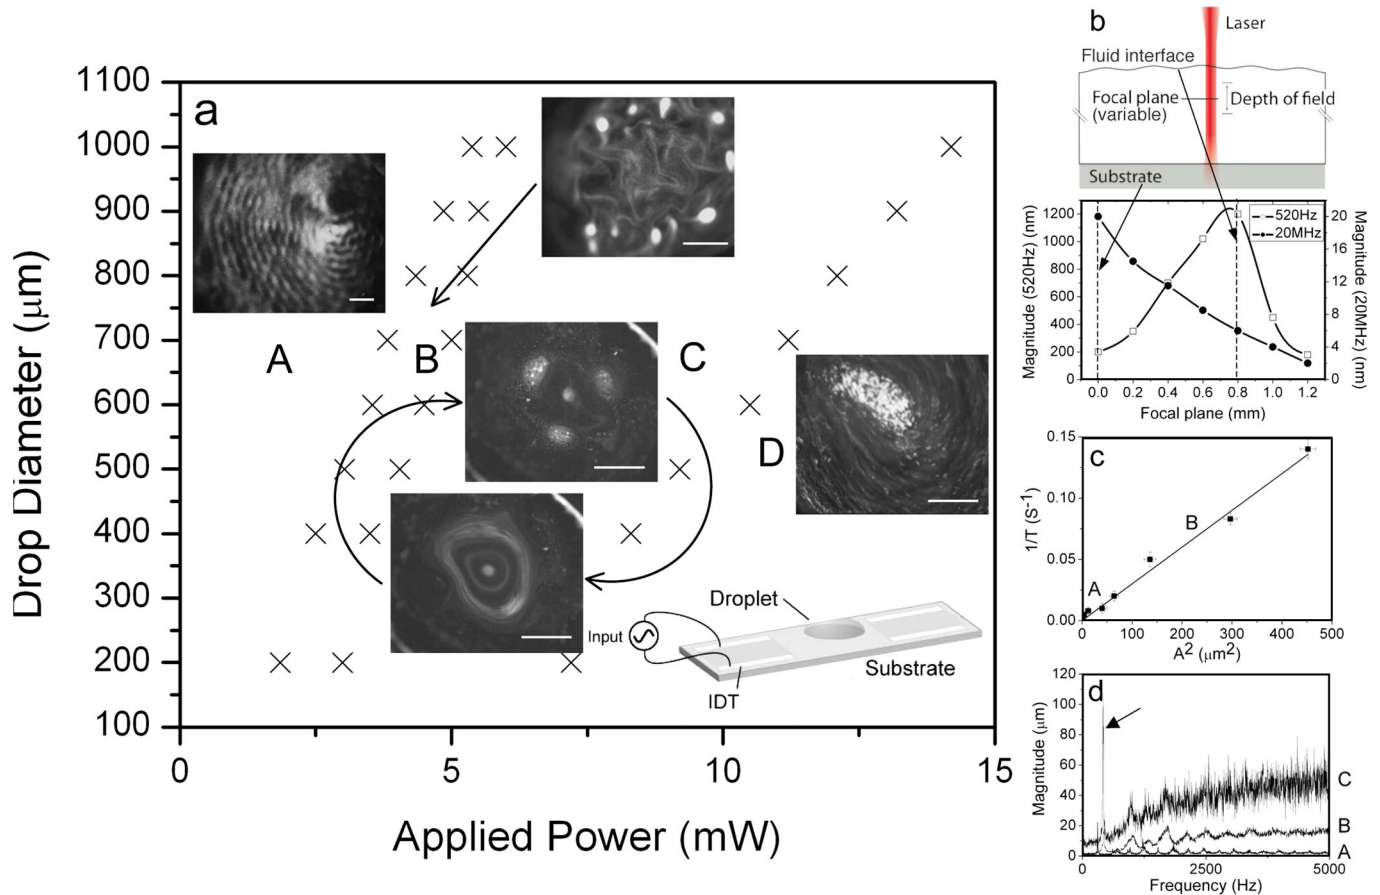 a
1100
1000
900
800
700
600
500
400
300
200
100
Drop Diameter (μm)
0
5
10
15
Applied Power (mW)
A
B
C
D
Input
Droplet
Substrate
IDT
b
Laser
Fluid interface
Focal plane
(variable)
Depth of field
Substrate
1200
1000
800
600
400
200
0
Magnitude (520Hz) (nm)
520Hz
20MHz
20
16
12
8
4
0
Magnitude (20MHz) (nm)
0.0 0.2 0.4 0.6 0.8 1.0 1.2
Focal plane (mm)
c
0.15
0.10
0.05
0.00
1/T (S⁻¹)
A
B
0 100 200 300 400 500
A² (μm²)
d
120
100
80
60
40
20
0
Magnitude (μm)
C
B
A
0 2500 5000
Frequency (Hz)